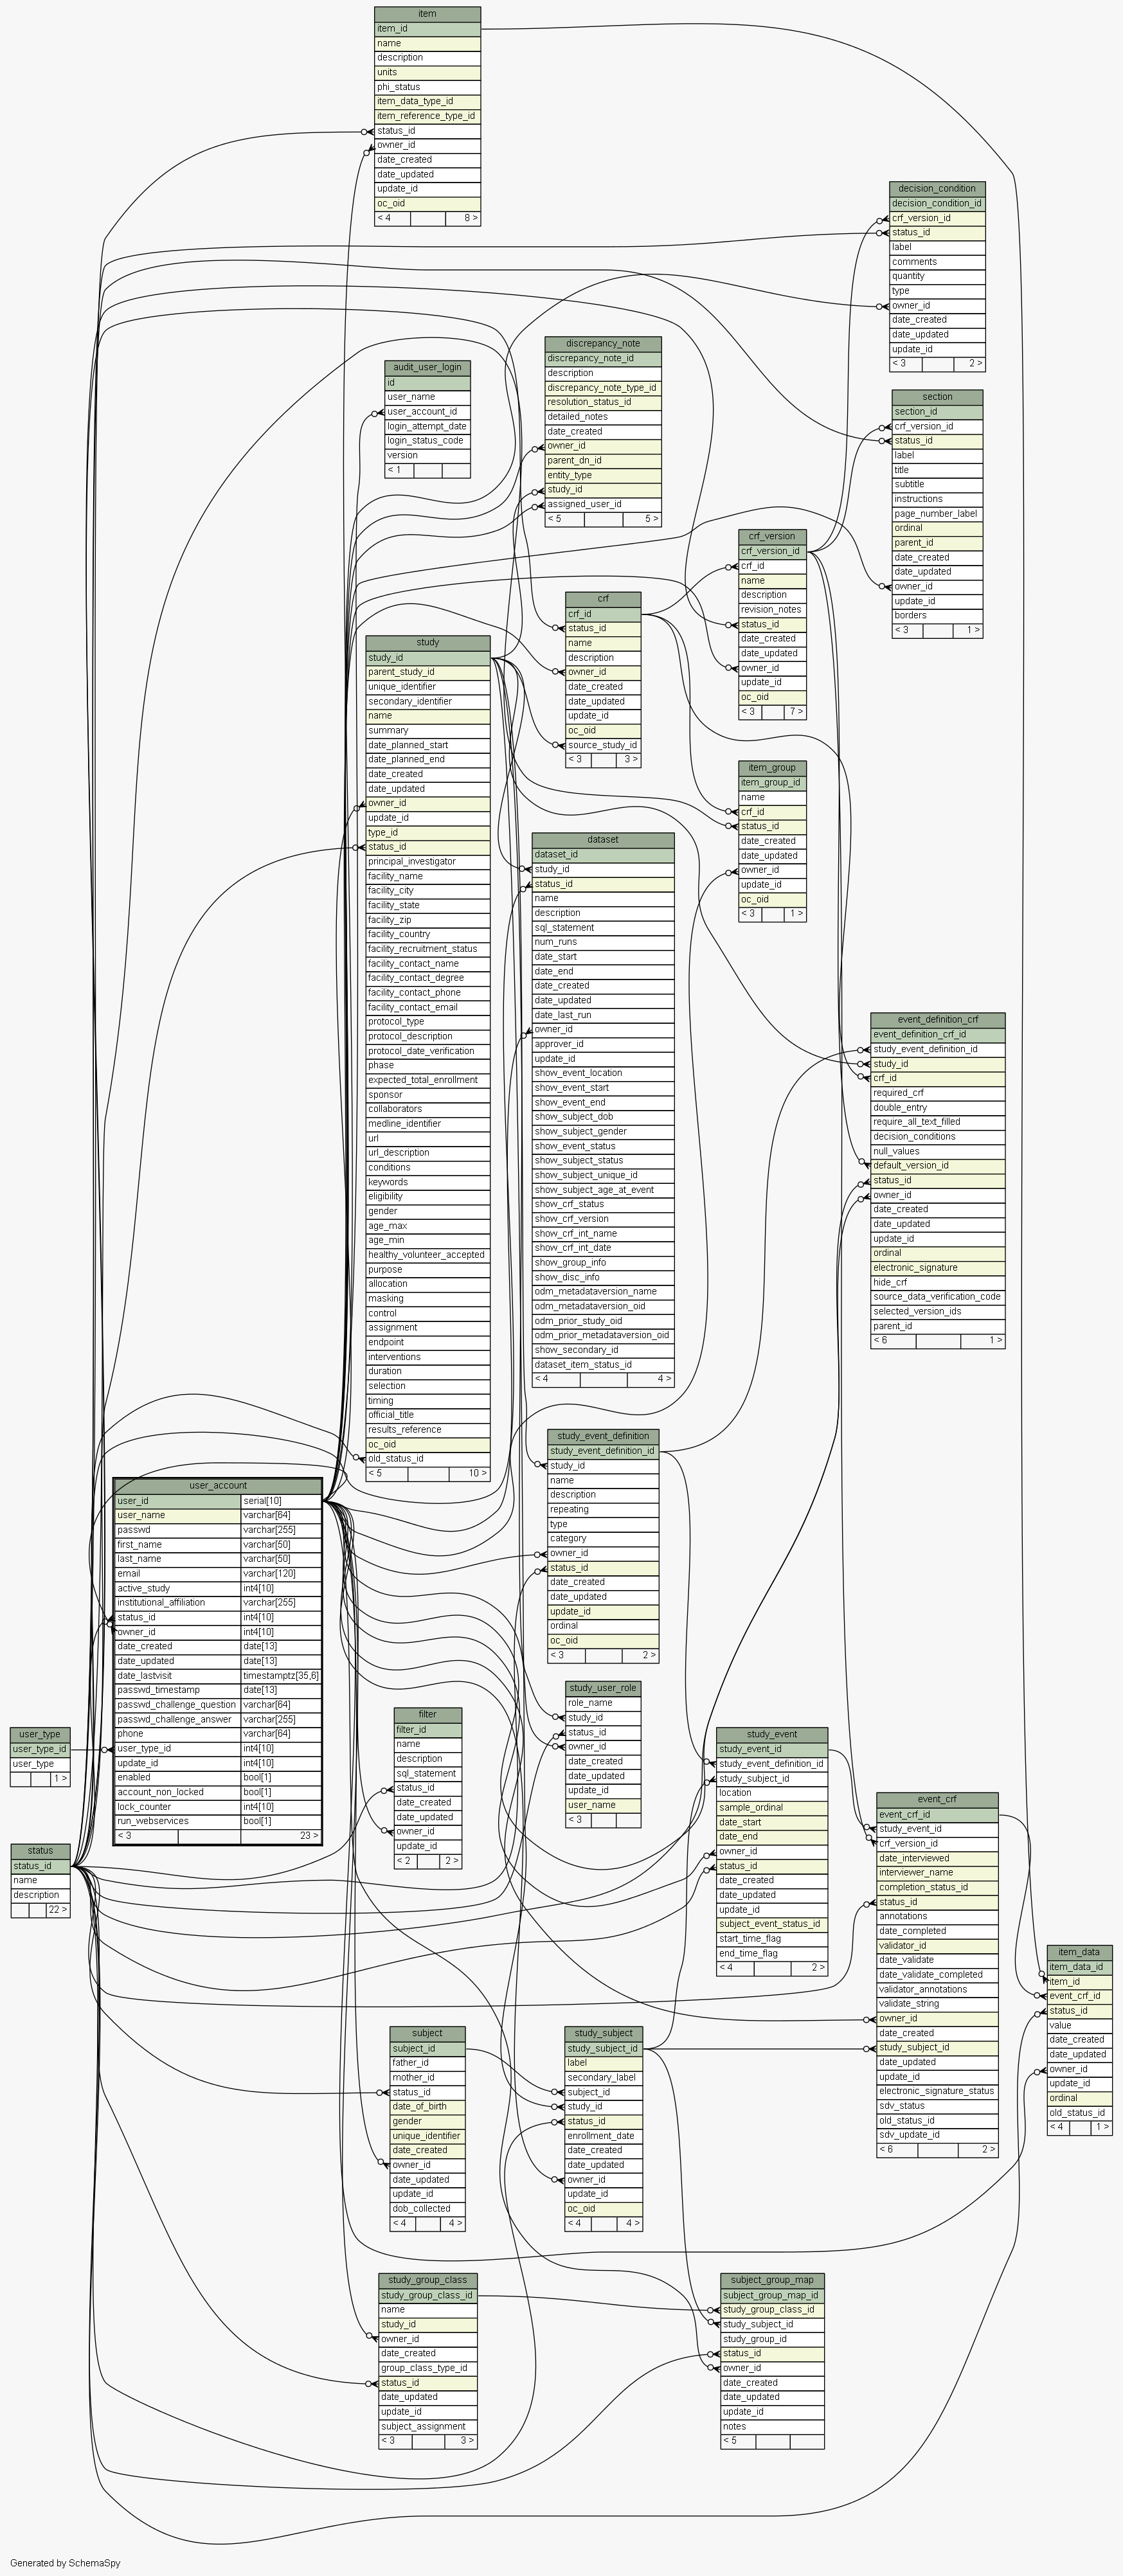 item
item_id
name
description
units
phi_status
item_data_type_id
item_reference_type_id
status_id
owner_id
date_created
date_updated
update_id
oc_oid
< 4 8 >
decision_condition
decision_condition_id
crf_version_id
status_id
label
comments
quantity
type
owner_id
date_created
date_updated
update_id
< 3 2 >
discrepancy_note
discrepancy_note_id
description
discrepancy_note_type_id
resolution_status_id
detailed_notes
date_created
owner_id
parent_dn_id
entity_type
study_id
assigned_user_id
< 5 5 >
audit_user_login
id
user_name
user_account_id
login_attempt_date
login_status_code
version
< 1
section
section_id
crf_version_id
status_id
label
title
subtitle
instructions
page_number_label
ordinal
parent_id
date_created
date_updated
owner_id
update_id
borders
< 3 1 >
crf_version
crf_version_id
crf_id
name
description
revision_notes
status_id
date_created
date_updated
owner_id
update_id
oc_oid
< 3 7 >
crf
crf_id
status_id
name
description
owner_id
date_created
date_updated
update_id
oc_oid
source_study_id
< 3 3 >
study
study_id
parent_study_id
unique_identifier
secondary_identifier
name
summary
date_planned_start
date_planned_end
date_created
date_updated
owner_id
update_id
type_id
status_id
principal_investigator
facility_name
facility_city
facility_state
facility_zip
facility_country
facility_recruitment_status
facility_contact_name
facility_contact_degree
facility_contact_phone
facility_contact_email
protocol_type
protocol_description
protocol_date_verification
phase
expected_total_enrollment
sponsor
collaborators
medline_identifier
url
url_description
conditions
keywords
eligibility
gender
age_max
age_min
healthy_volunteer_accepted
purpose
allocation
masking
control
assignment
endpoint
interventions
duration
selection
timing
official_title
results_reference
oc_oid
old_status_id
< 5 10 >
item_group
item_group_id
name
crf_id
status_id
date_created
date_updated
owner_id
update_id
oc_oid
< 3 1 >
dataset
dataset_id
study_id
status_id
name
description
sql_statement
num_runs
date_start
date_end
date_created
date_updated
date_last_run
owner_id
approver_id
update_id
show_event_location
show_event_start
show_event_end
show_subject_dob
show_subject_gender
show_event_status
show_subject_status
show_subject_unique_id
show_subject_age_at_event
show_crf_status
show_crf_version
show_crf_int_name
show_crf_int_date
show_group_info
show_disc_info
odm_metadataversion_name
odm_metadataversion_oid
odm_prior_study_oid
odm_prior_metadataversion_oid
show_secondary_id
dataset_item_status_id
< 4 4 >
event_definition_crf
event_definition_crf_id
study_event_definition_id
study_id
crf_id
required_crf
double_entry
require_all_text_filled
decision_conditions
null_values
default_version_id
status_id
owner_id
date_created
date_updated
update_id
ordinal
electronic_signature
hide_crf
source_data_verification_code
selected_version_ids
parent_id
< 6 1 >
study_event_definition
study_event_definition_id
study_id
name
description
repeating
type
category
owner_id
status_id
date_created
date_updated
update_id
ordinal
oc_oid
< 3 2 >
user_account
user_id serial[10]
user_name varchar[64]
passwd varchar[255]
first_name varchar[50]
last_name varchar[50]
email varchar[120]
active_study int4[10]
institutional_affiliation varchar[255]
status_id int4[10]
owner_id int4[10]
date_created date[13]
date_updated date[13]
date_lastvisit timestamptz[35,6]
passwd_timestamp date[13]
passwd_challenge_question varchar[64]
passwd_challenge_answer varchar[255]
phone varchar[64]
user_type_id int4[10]
update_id int4[10]
enabled bool[1]
account_non_locked bool[1]
lock_counter int4[10]
run_webservices bool[1]
< 3 23 >
user_type
user_type_id
user_type
1 >
status
status_id
name
description
22 >
filter
filter_id
name
description
sql_statement
status_id
date_created
date_updated
owner_id
update_id
< 2 2 >
study_user_role
role_name
study_id
status_id
owner_id
date_created
date_updated
update_id
user_name
< 3
study_event
study_event_id
study_event_definition_id
study_subject_id
location
sample_ordinal
date_start
date_end
owner_id
status_id
date_created
date_updated
update_id
subject_event_status_id
start_time_flag
end_time_flag
< 4 2 >
event_crf
event_crf_id
study_event_id
crf_version_id
date_interviewed
interviewer_name
completion_status_id
status_id
annotations
date_completed
validator_id
date_validate
date_validate_completed
validator_annotations
validate_string
owner_id
date_created
study_subject_id
date_updated
update_id
electronic_signature_status
sdv_status
old_status_id
sdv_update_id
< 6 2 >
item_data
item_data_id
item_id
event_crf_id
status_id
value
date_created
date_updated
owner_id
update_id
ordinal
old_status_id
< 4 1 >
subject
subject_id
father_id
mother_id
status_id
date_of_birth
gender
unique_identifier
date_created
owner_id
date_updated
update_id
dob_collected
< 4 4 >
study_subject
study_subject_id
label
secondary_label
subject_id
study_id
status_id
enrollment_date
date_created
date_updated
owner_id
update_id
oc_oid
< 4 4 >
study_group_class
study_group_class_id
name
study_id
owner_id
date_created
group_class_type_id
status_id
date_updated
update_id
subject_assignment
< 3 3 >
subject_group_map
subject_group_map_id
study_group_class_id
study_subject_id
study_group_id
status_id
owner_id
date_created
date_updated
update_id
notes
< 5
Generated by SchemaSpy